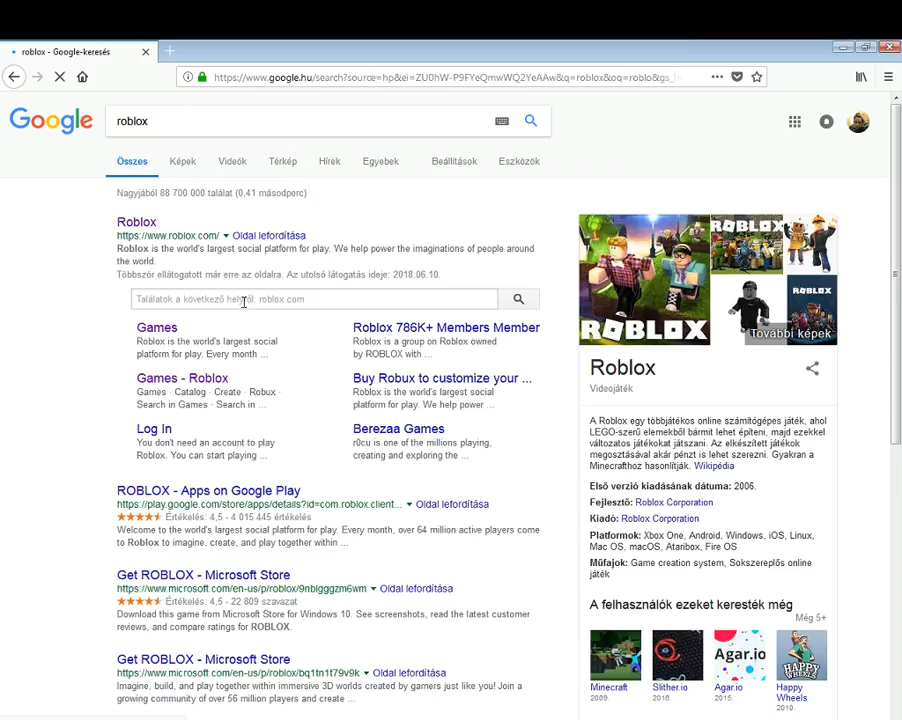 roblox - Google-keresés
https://www.google.hu/search?source=hp&ei=ZU0hW-P9FYeQmwWQ2YeAAw&q=roblox&oq=roblo&gs_l-
Google
roblox
Összes
Képek
Videók
Térkép
Hírek
Egyebek
Beállítások
Eszközök
Nagyjából 88 700 000 találat (0,41 másodperc)
Roblox
https://www.roblox.com/ Oldal lefordítása
Roblox is the world's largest social platform for play. We help power the imaginations of people around
the world.
Többször ellátogatott már erre az oldalra. Az utolsó látogatás ideje: 2018.06.10.
Találatok a következő helyről: roblox.com
Games
Roblox is the world's largest social
platform for play. Every month ...
Roblox 786K+ Members Member
Roblox is a group on Roblox owned
by ROBLOX with ...
Games - Roblox
Games · Catalog · Create · Robux ·
Search in Games · Search in ...
Buy Robux to customize your ...
Roblox is the world's largest social
platform for play. We help power ...
Log In
You don't need an account to play
Roblox. You can start playing ...
Berezaa Games
r0cu is one of the millions playing,
creating and exploring the ...
ROBLOX - Apps on Google Play
https://play.google.com/store/apps/details?id=com.roblox.client... Oldal lefordítása
Értékelés: 4,5 - 4 015 445 értékelés
Welcome to the world's largest social platform for play. Every month, over 64 million active players come
to Roblox to imagine, create, and play together within ...
Get ROBLOX - Microsoft Store
https://www.microsoft.com/en-us/p/roblox/9nblgggzm6wm Oldal lefordítása
Értékelés: 4,5 - 22 809 szavazat
Download this game from Microsoft Store for Windows 10. See screenshots, read the latest customer
reviews, and compare ratings for ROBLOX.
Get ROBLOX - Microsoft Store
https://www.microsoft.com/en-us/p/roblox/bq1tn1t79v9k Oldal lefordítása
Imagine, build, and play together within immersive 3D worlds created by gamers just like you! Join a
growing community of over 56 million players and create ...
ROBLOX
ROBLOX
ROBLOX
További képek
Roblox
Videojáték
A Roblox egy többjátékos online számítógépes játék, ahol
LEGO-szerű elemekből bármit lehet építeni, majd ezekkel
változatos játékokat játszani. Az elkészített játékok
megosztásával akár pénzt is lehet szerezni. Gyakran a
Minecrafthoz hasonlítják. Wikipédia
Első verzió kiadásának dátuma: 2006.
Fejlesztő: Roblox Corporation
Kiadó: Roblox Corporation
Platformok: Xbox One, Android, Windows, iOS, Linux,
Mac OS, macOS, Ataribox, Fire OS
Műfajok: Game creation system, Sokszereplős online
játék
A felhasználók ezeket keresték még
Még 5+
Agar.io
HAPPY
WHEELS
Minecraft
2009.
Slither.io
2016.
Agar.io
2015.
Happy
Wheels
2010.